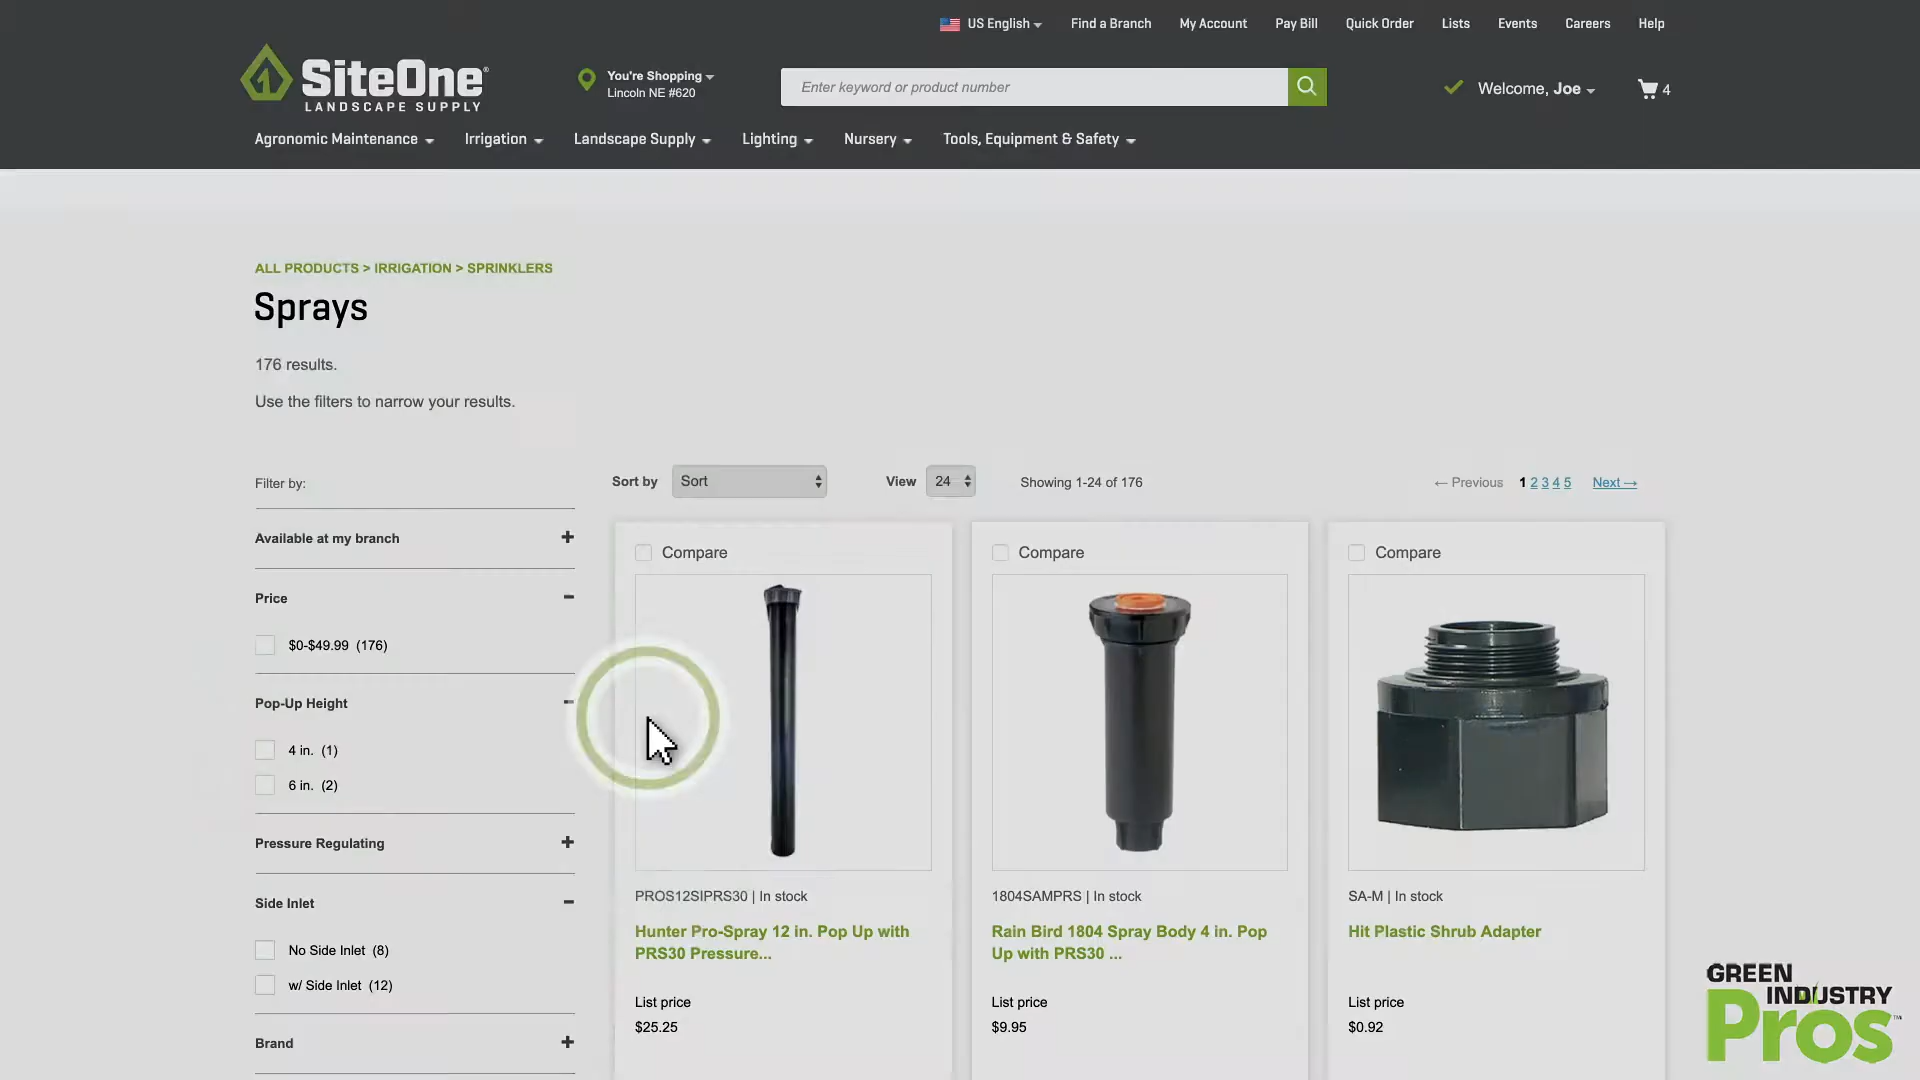 US English
Find a Branch
My Account
Pay Bill
Quick Order
Lists
Events
Careers
Help
SiteOne®
LANDSCAPE SUPPLY
You're Shopping
Lincoln NE #620
Enter keyword or product number
Welcome, Joe
4
Agronomic Maintenance
Irrigation
Landscape Supply
Lighting
Nursery
Tools, Equipment & Safety
ALL PRODUCTS > IRRIGATION > SPRINKLERS
Sprays
176 results.
Use the filters to narrow your results.
Filter by:
Available at my branch +
Price -
$0-$49.99 (176)
Pop-Up Height -
4 in. (1)
6 in. (2)
Pressure Regulating +
Side Inlet -
No Side Inlet (8)
w/ Side Inlet (12)
Brand +
Sort by Sort
View 24
Showing 1-24 of 176
← Previous 1 2 3 4 5 Next →
Compare
PROS12SIPRS30 | In stock
Hunter Pro-Spray 12 in. Pop Up with
PRS30 Pressure...
List price
$25.25
Compare
1804SAMPRS | In stock
Rain Bird 1804 Spray Body 4 in. Pop
Up with PRS30 ...
List price
$9.95
Compare
SA-M | In stock
Hit Plastic Shrub Adapter
List price
$0.92
GREEN
INDUSTRY
Pros™